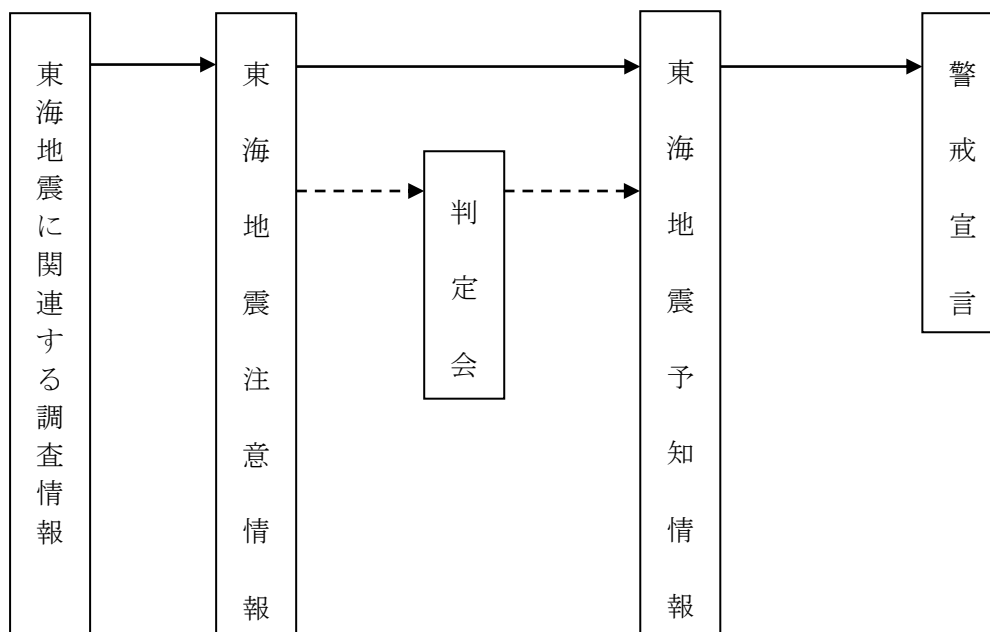 東海地震に関連する調査情報
東海地震注意情報
判定会
東海地震予知情報
警戒宣言